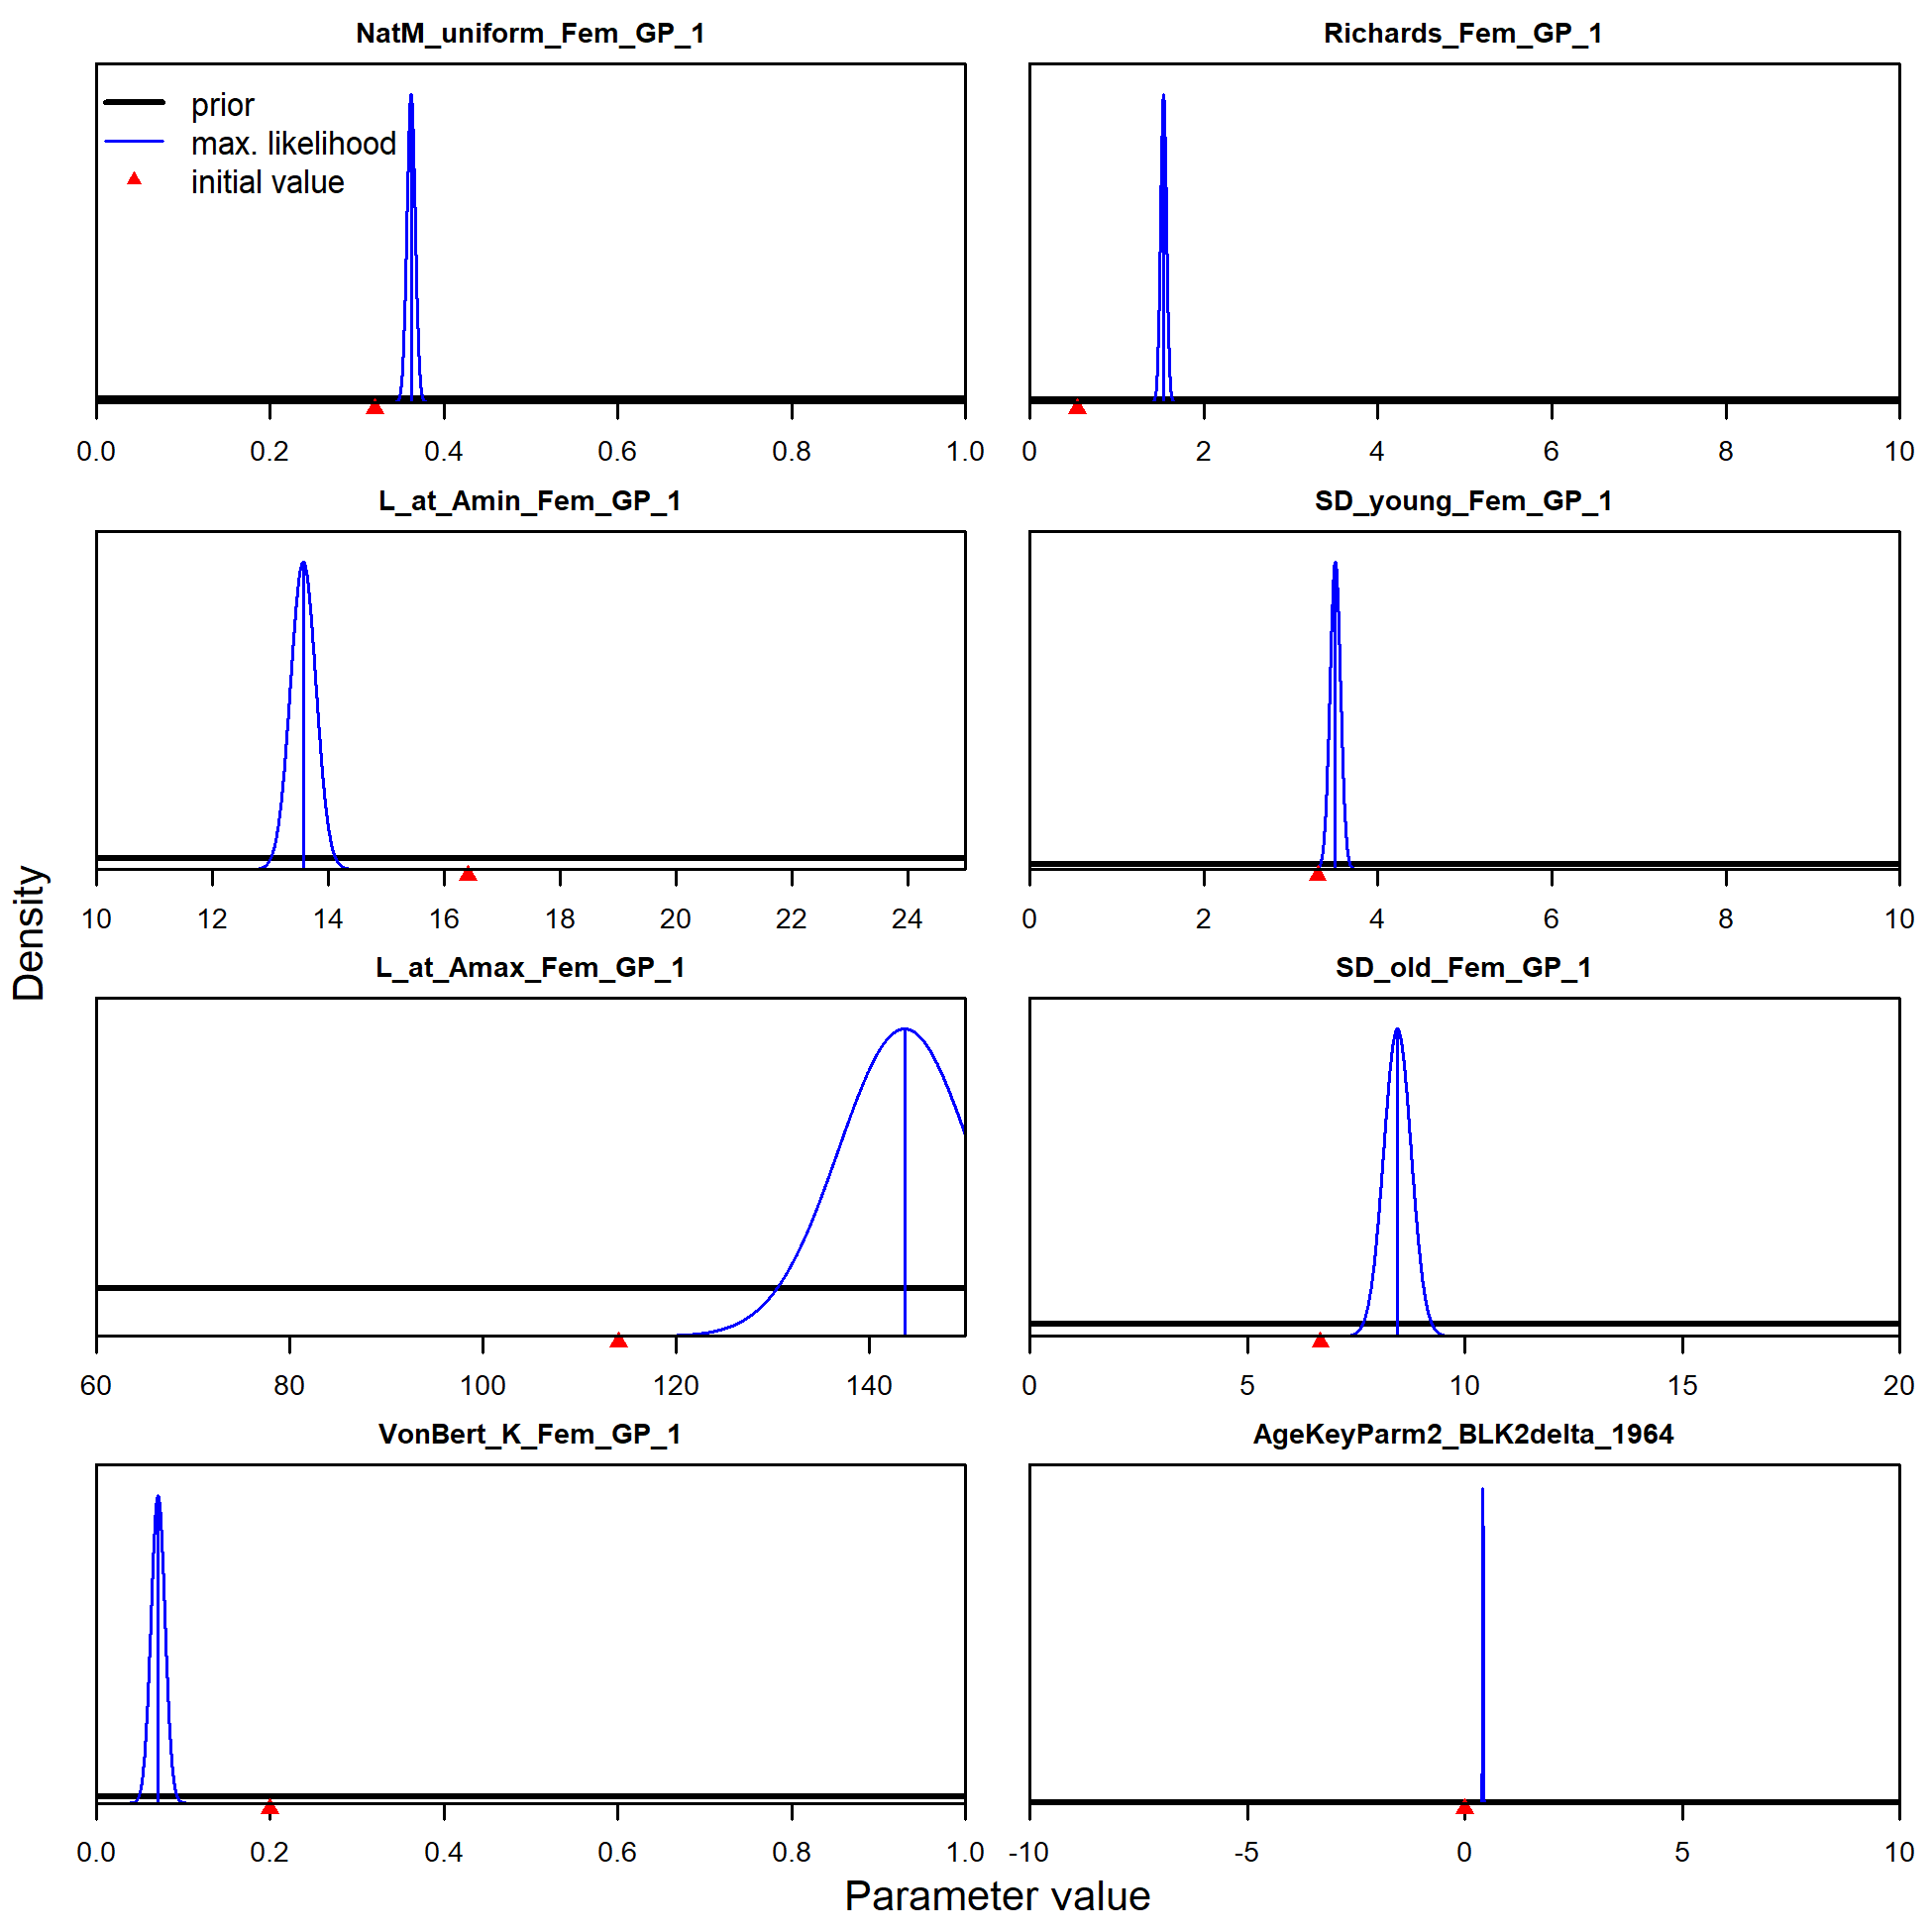 NatM_uniform_Fem_GP_1
prior
max. likelihood
initial value
0.0 0.2 0.4 0.6 0.8 1.0
Richards_Fem_GP_1
0 2 4 6 8 10
L_at_Amin_Fem_GP_1
10 12 14 16 18 20 22 24
SD_young_Fem_GP_1
0 2 4 6 8 10
Density
L_at_Amax_Fem_GP_1
60 80 100 120 140
SD_old_Fem_GP_1
0 5 10 15 20
VonBert_K_Fem_GP_1
0.0 0.2 0.4 0.6 0.8 1.0
AgeKeyParm2_BLK2delta_1964
-10 -5 0 5 10
Parameter value